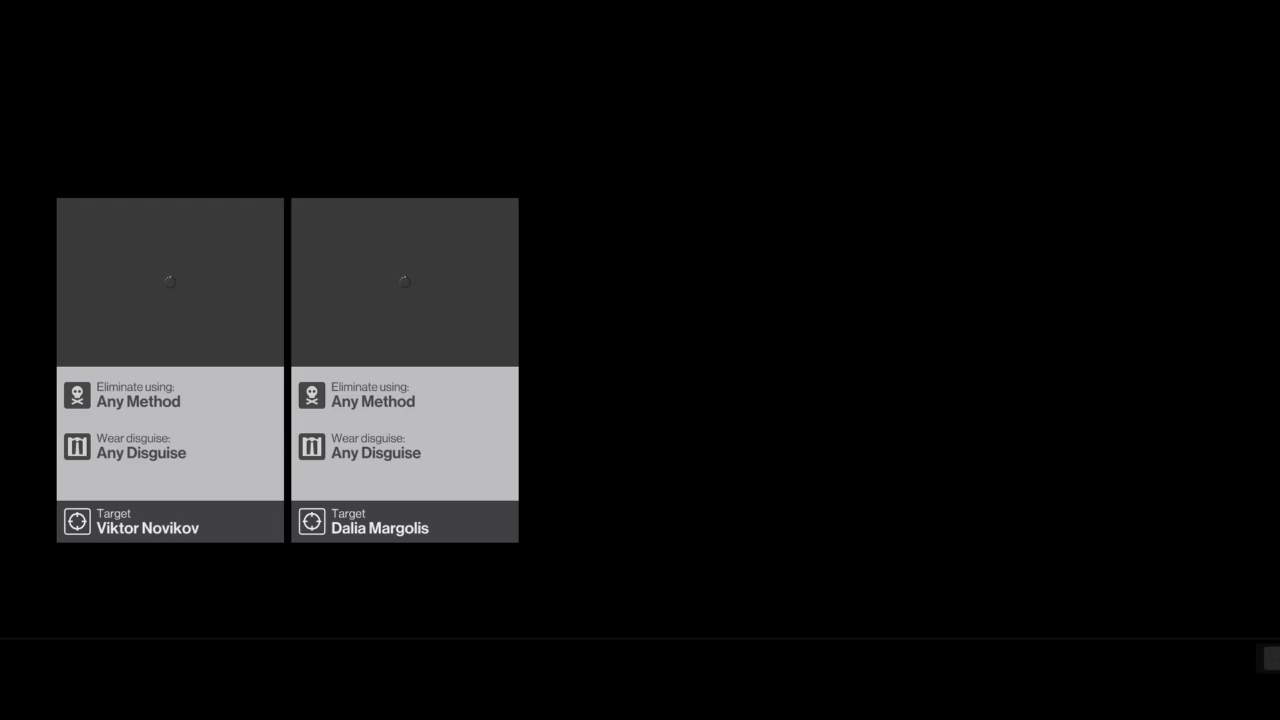 Eliminate using:
Any Method
Wear disguise:
Any Disguise
Target
Viktor Novikov
Eliminate using:
Any Method
Wear disguise:
Any Disguise
Target
Dalia Margolis